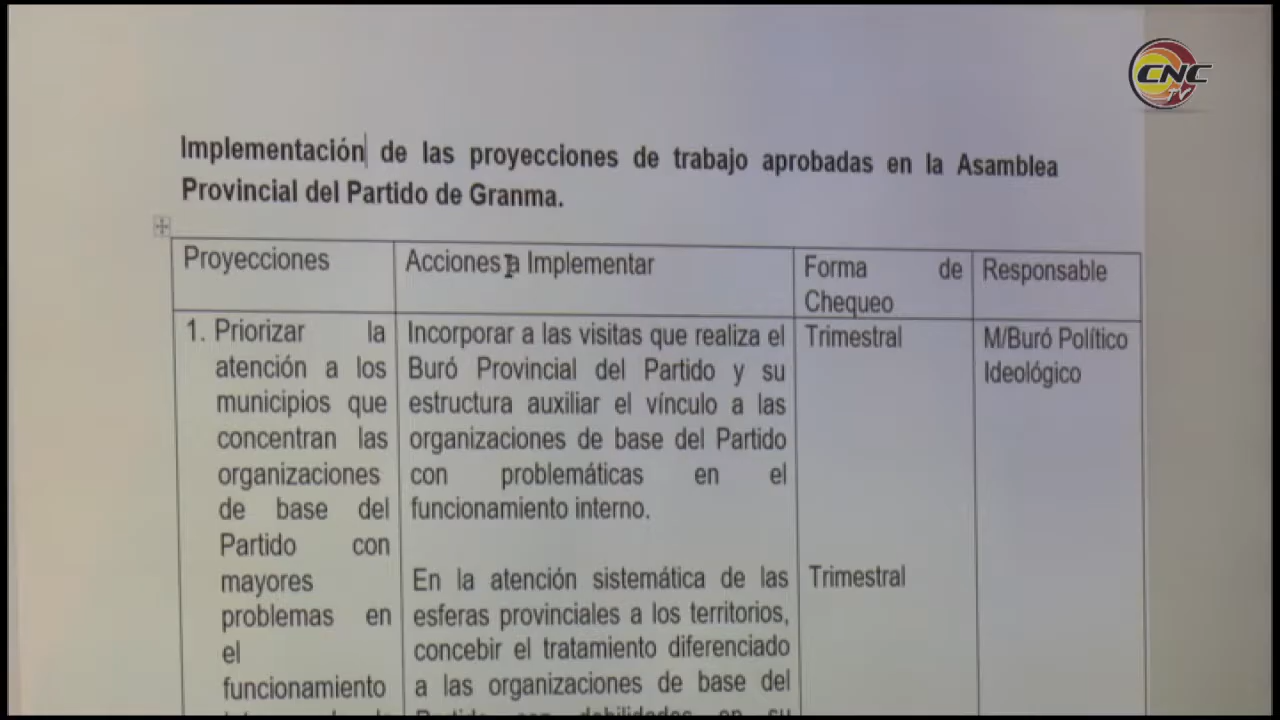 CNC
TV
Implementación de las proyecciones de trabajo aprobadas en la Asamblea
Provincial del Partido de Granma.
Proyecciones
Acciones a Implementar
Forma de
Chequeo
Responsable
1. Priorizar la
atención a los
municipios que
concentran las
organizaciones
de base del
Partido con
mayores
problemas en
el
funcionamiento
Incorporar a las visitas que realiza el
Buró Provincial del Partido y su
estructura auxiliar el vínculo a las
organizaciones de base del Partido
con problemáticas en el
funcionamiento interno.
En la atención sistemática de las
esferas provinciales a los territorios,
concebir el tratamiento diferenciado
a las organizaciones de base del
Trimestral
Trimestral
M/Buró Político
Ideológico